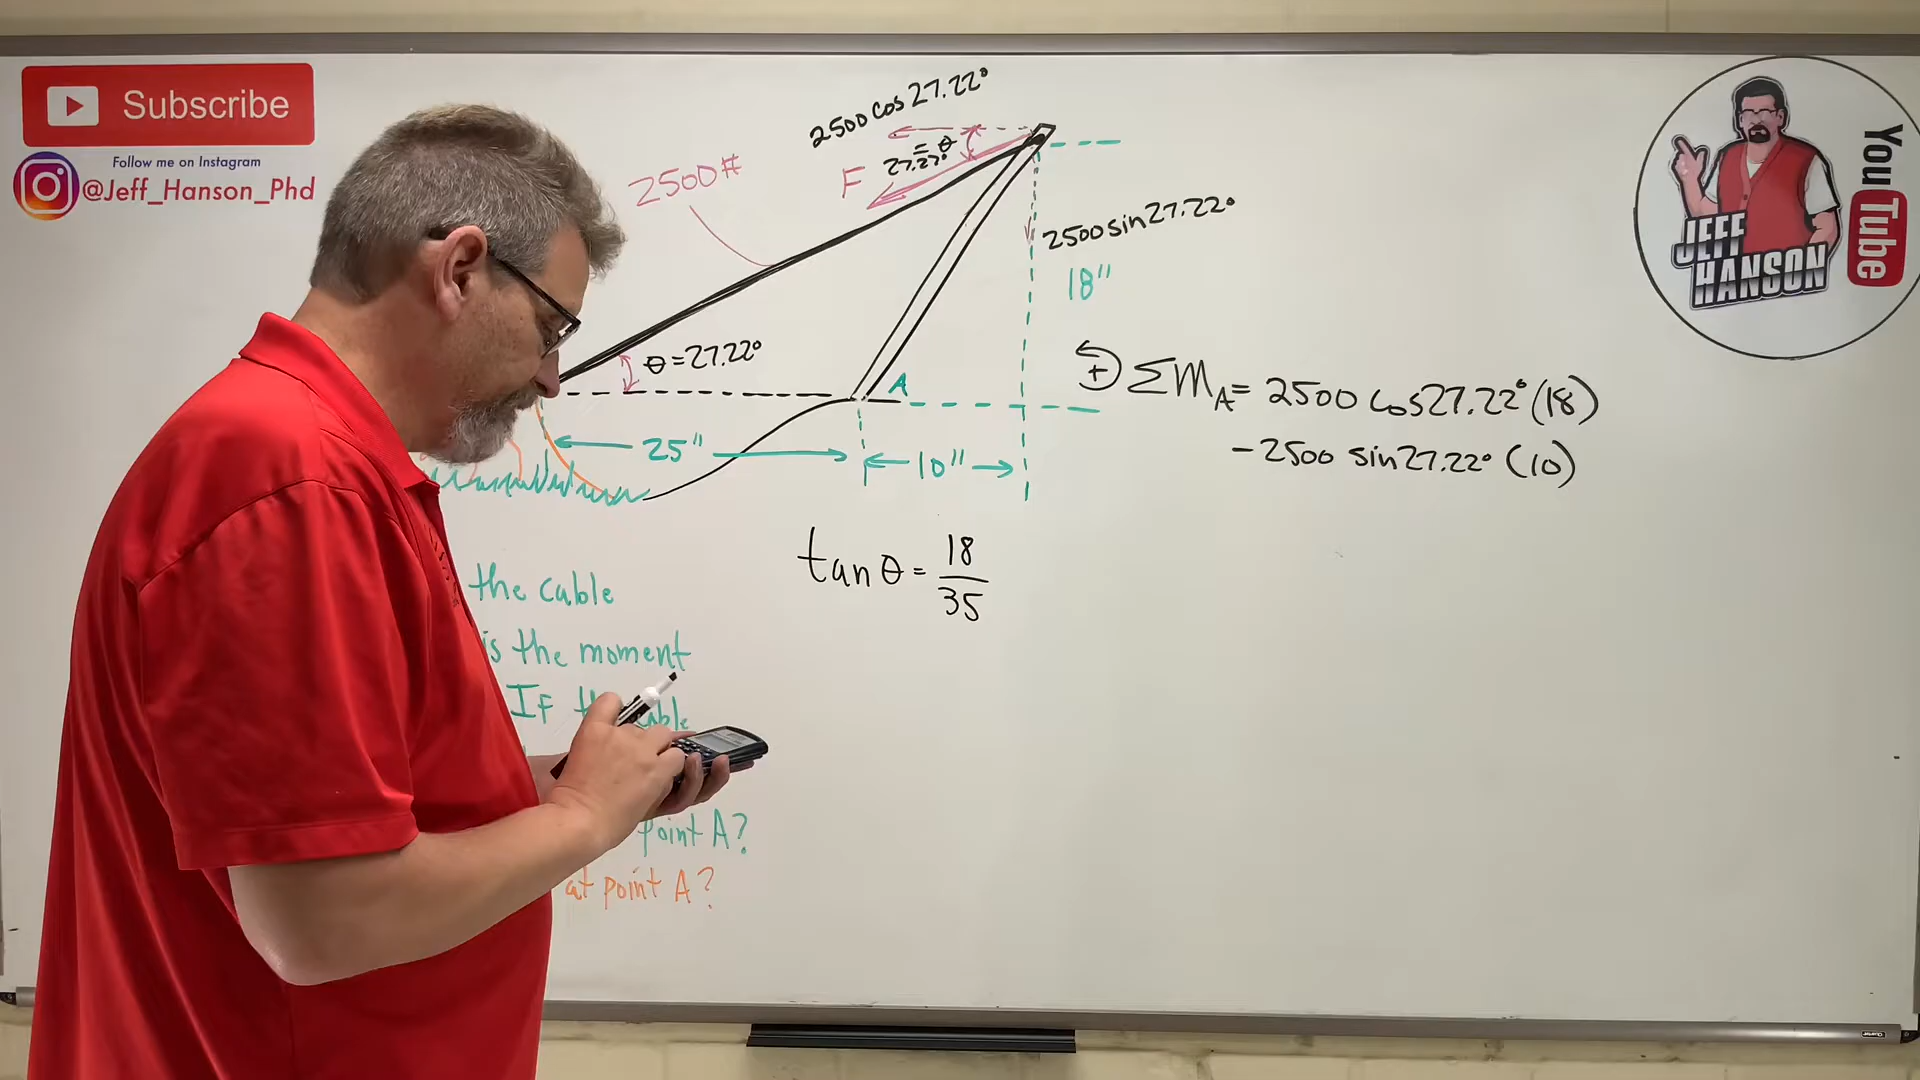 Subscribe
Follow me on Instagram
@Jeff_Hanson_Phd
2500#
2500 cos 27.22°
F
= θ
27.22°
2500 sin 27.22°
18"
θ = 27.22°
A
25"
10"
+ ΣM_A = 2500 cos 27.22° (18)
- 2500 sin 27.22° (10)
tan θ = 18/35
the cable
is the moment
IF the cable
point A?
at point A?
JEFF
HANSON
YouTube